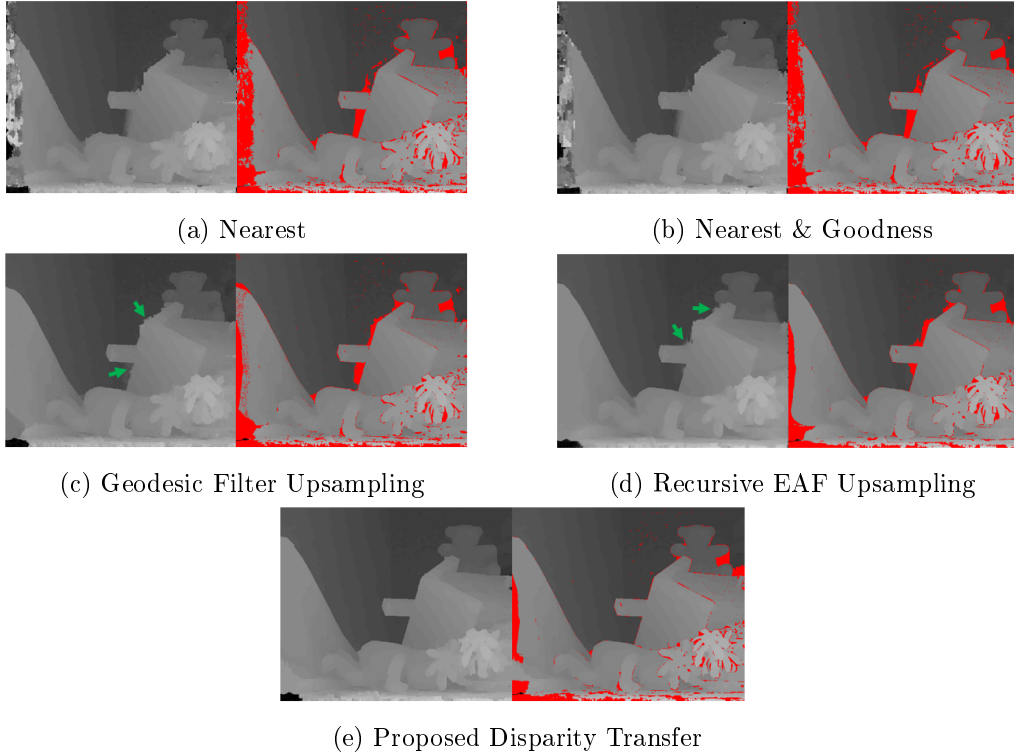 (a) Nearest
(b) Nearest & Goodness
(c) Geodesic Filter Upsampling
(d) Recursive EAF Upsampling
(e) Proposed Disparity Transfer